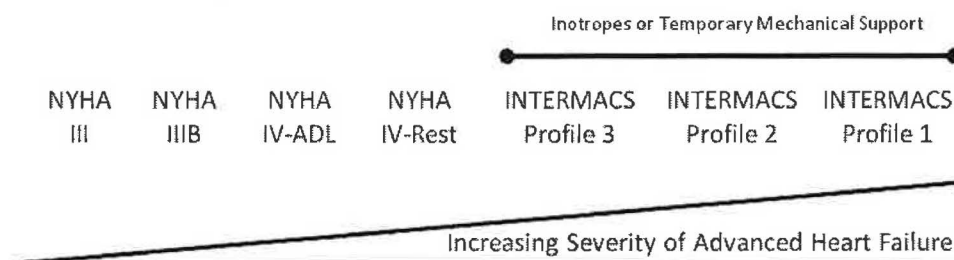 Inotropes or Temporary Mechanical Support
NYHA NYHA NYHA NYHA INTERMACS INTERMACS INTERMACS
III IIIB IV-ADL IV-Rest Profile 3 Profile 2 Profile 1
Increasing Severity of Advanced Heart Failure